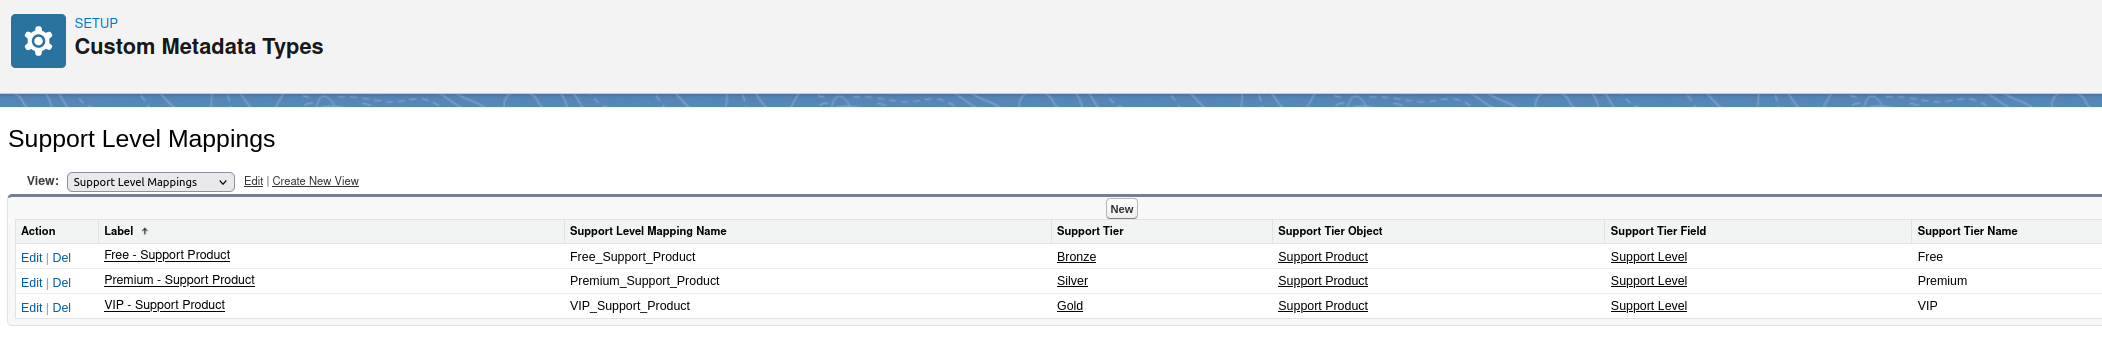 SETUP
Custom Metadata Types
Support Level Mappings
View: Support Level Mappings Edit | Create New View
New
Action Label ↑ Support Level Mapping Name Support Tier Support Tier Object Support Tier Field Support Tier Name
Edit | Del Free - Support Product Free_Support_Product Bronze Support Product Support Level Free
Edit | Del Premium - Support Product Premium_Support_Product Silver Support Product Support Level Premium
Edit | Del VIP - Support Product VIP_Support_Product Gold Support Product Support Level VIP